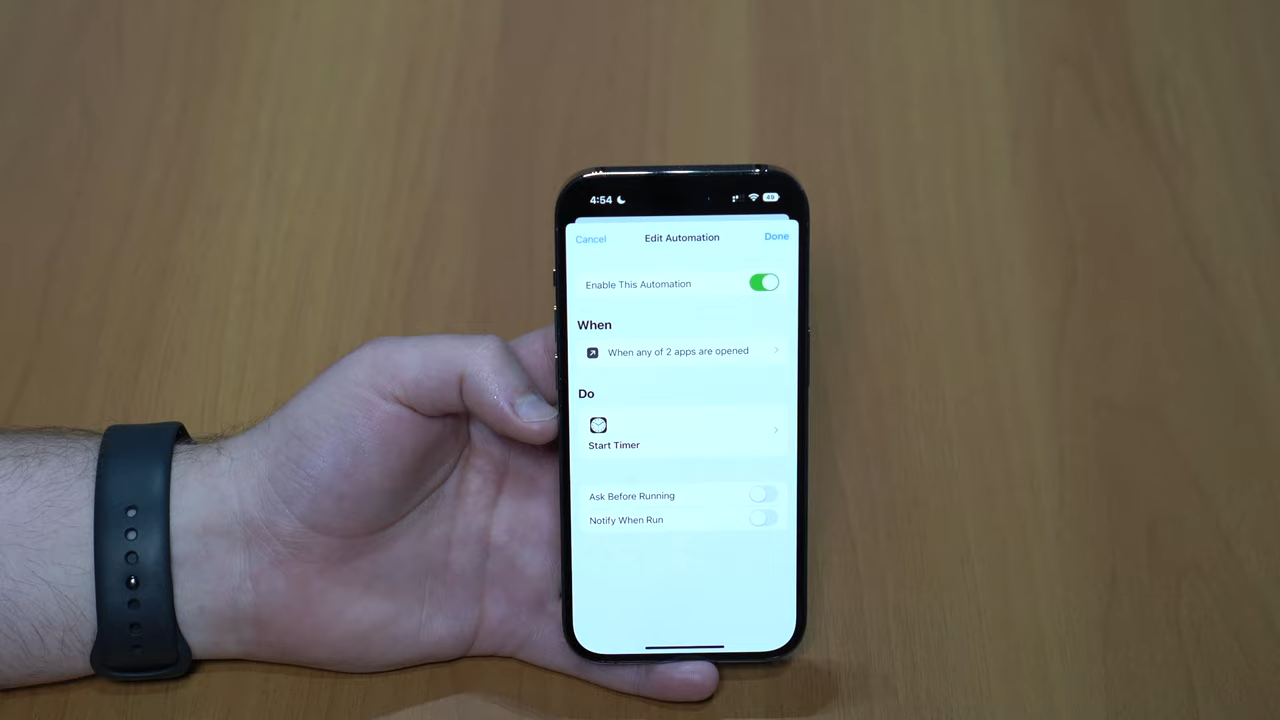 4:54
49
Cancel
Edit Automation
Done
Enable This Automation
When
When any of 2 apps are opened
Do
Start Timer
Ask Before Running
Notify When Run